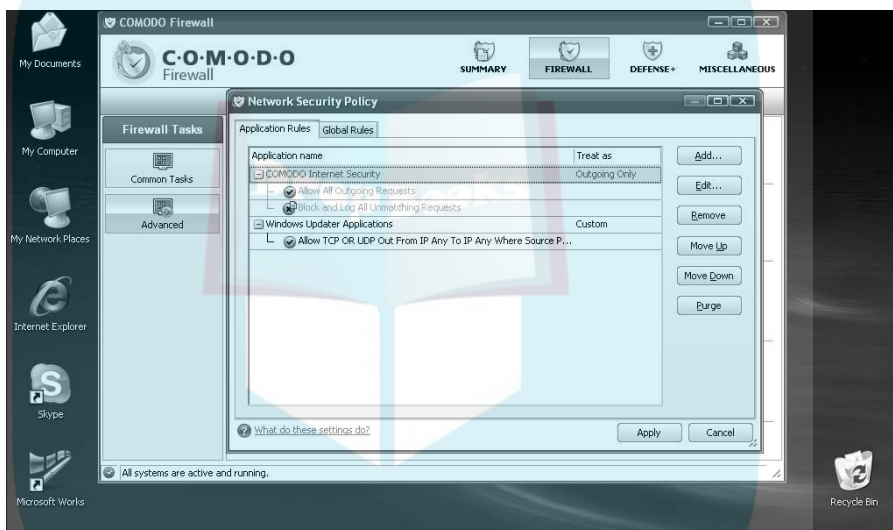 COMODO Firewall
My Documents
C·O·M·O·D·O
Firewall
SUMMARY
FIREWALL
DEFENSE+
MISCELLANEOUS
Network Security Policy
Firewall Tasks
Application Rules
Global Rules
My Computer
Common Tasks
Application name
Treat as
Add...
COMODO Internet Security
Outgoing Only
Edit...
Allow All Outgoing Requests
Block and Log All Unmatching Requests
Remove
Advanced
Windows Updater Applications
Custom
My Network Places
Allow TCP OR UDP Out From IP Any To IP Any Where Source P...
Move Up
Move Down
Purge
Internet Explorer
Skype
What do these settings do?
Apply
Cancel
All systems are active and running.
Microsoft Works
Recycle Bin